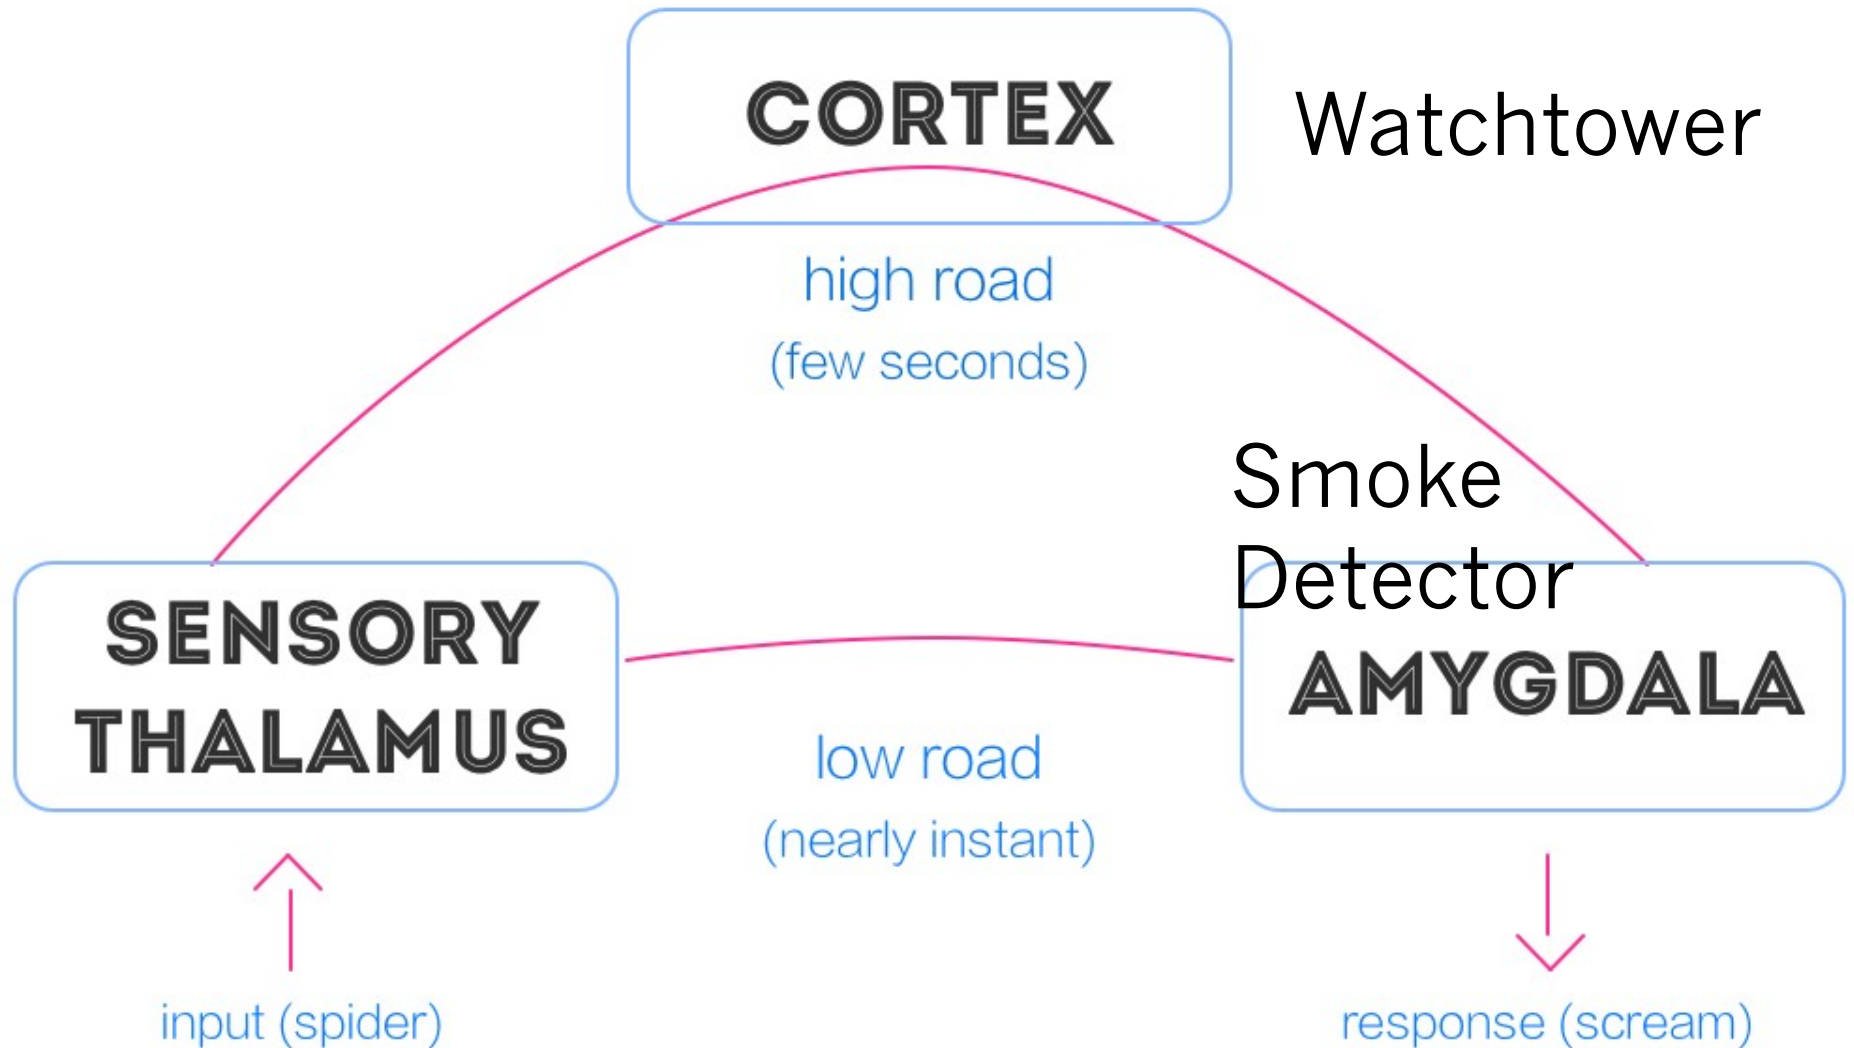 CORTEX
Watchtower
high road
(few seconds)
Smoke
Detector
SENSORY
THALAMUS
AMYGDALA
low road
(nearly instant)
input (spider)
response (scream)